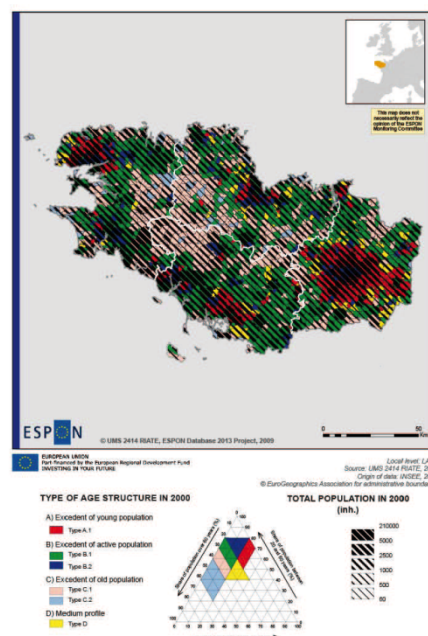 This map does not
necessarily reflect the
opinion of the ESPON
Monitoring Committee
ESPON
© UMS 2414 RIATE, ESPON Database 2013 Project, 2009
0
50
EUROPEAN UNION
Part-financed by the European Regional Development Fund
INVESTING IN YOUR FUTURE
Local level: LA
Source: UMS 2414 RIATE, 2
Origin of data: INSEE, 2
© EuroGeographics Association for administrative bounda
TYPE OF AGE STRUCTURE IN 2000
A) Excedent of young population
Type A.1
B) Excedent of active population
Type B.1
Type B.2
C) Excedent of old population
Type C.1
Type C.2
D) Medium profile
Type D
TOTAL POPULATION IN 2000
(inh.)
210000
5000
2500
1000
500
60